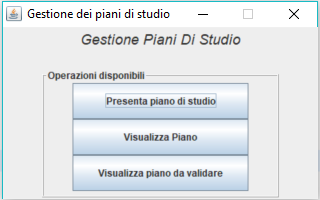 Gestione dei piani di studio
Gestione Piani Di Studio
Operazioni disponibili
Presenta piano di studio
Visualizza Piano
Visualizza piano da validare